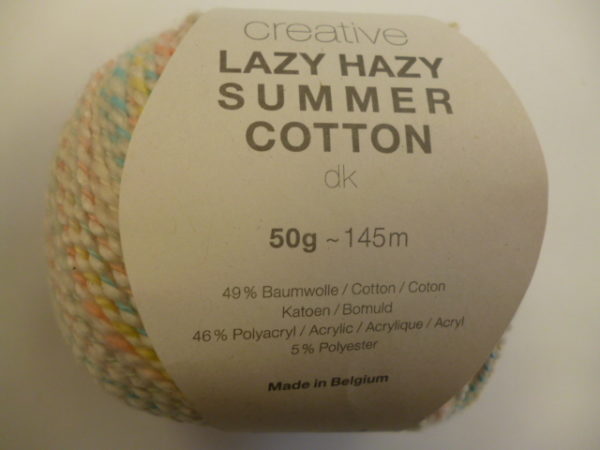 creative
LAZY HAZY
SUMMER
COTTON
dk
50g ~ 145m
49 % Baumwolle / Cotton / Coton
Katoen / Bomuld
46 % Polyacryl / Acrylic / Acrylique / Acryl
5 % Polyester
Made in Belgium